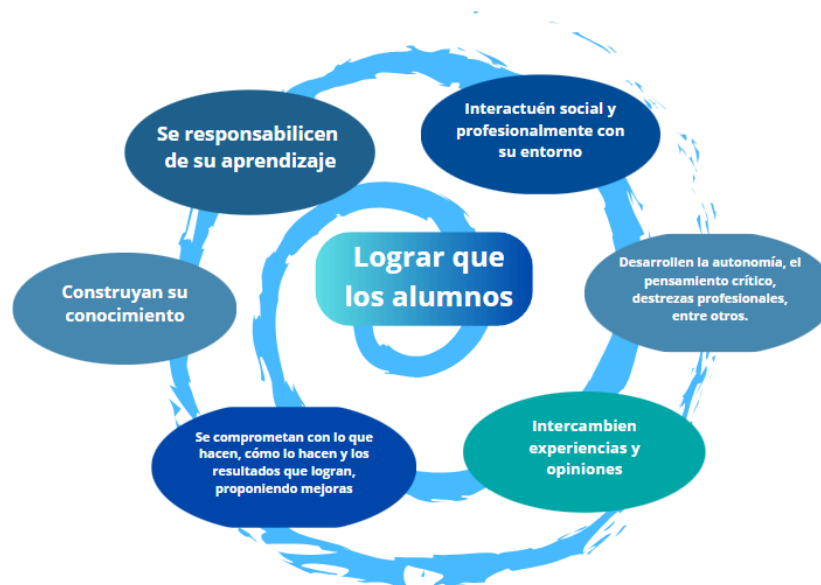 Lograr que
los alumnos
Se responsabilicen
de su aprendizaje
Interactuén social y
profesionalmente con
su entorno
Desarrollen la autonomía, el
pensamiento crítico,
destrezas profesionales,
entre otros.
Intercambien
experiencias y
opiniones
Se comprometan con lo que
hacen, cómo lo hacen y los
resultados que logran,
proponiendo mejoras
Construyan su
conocimiento